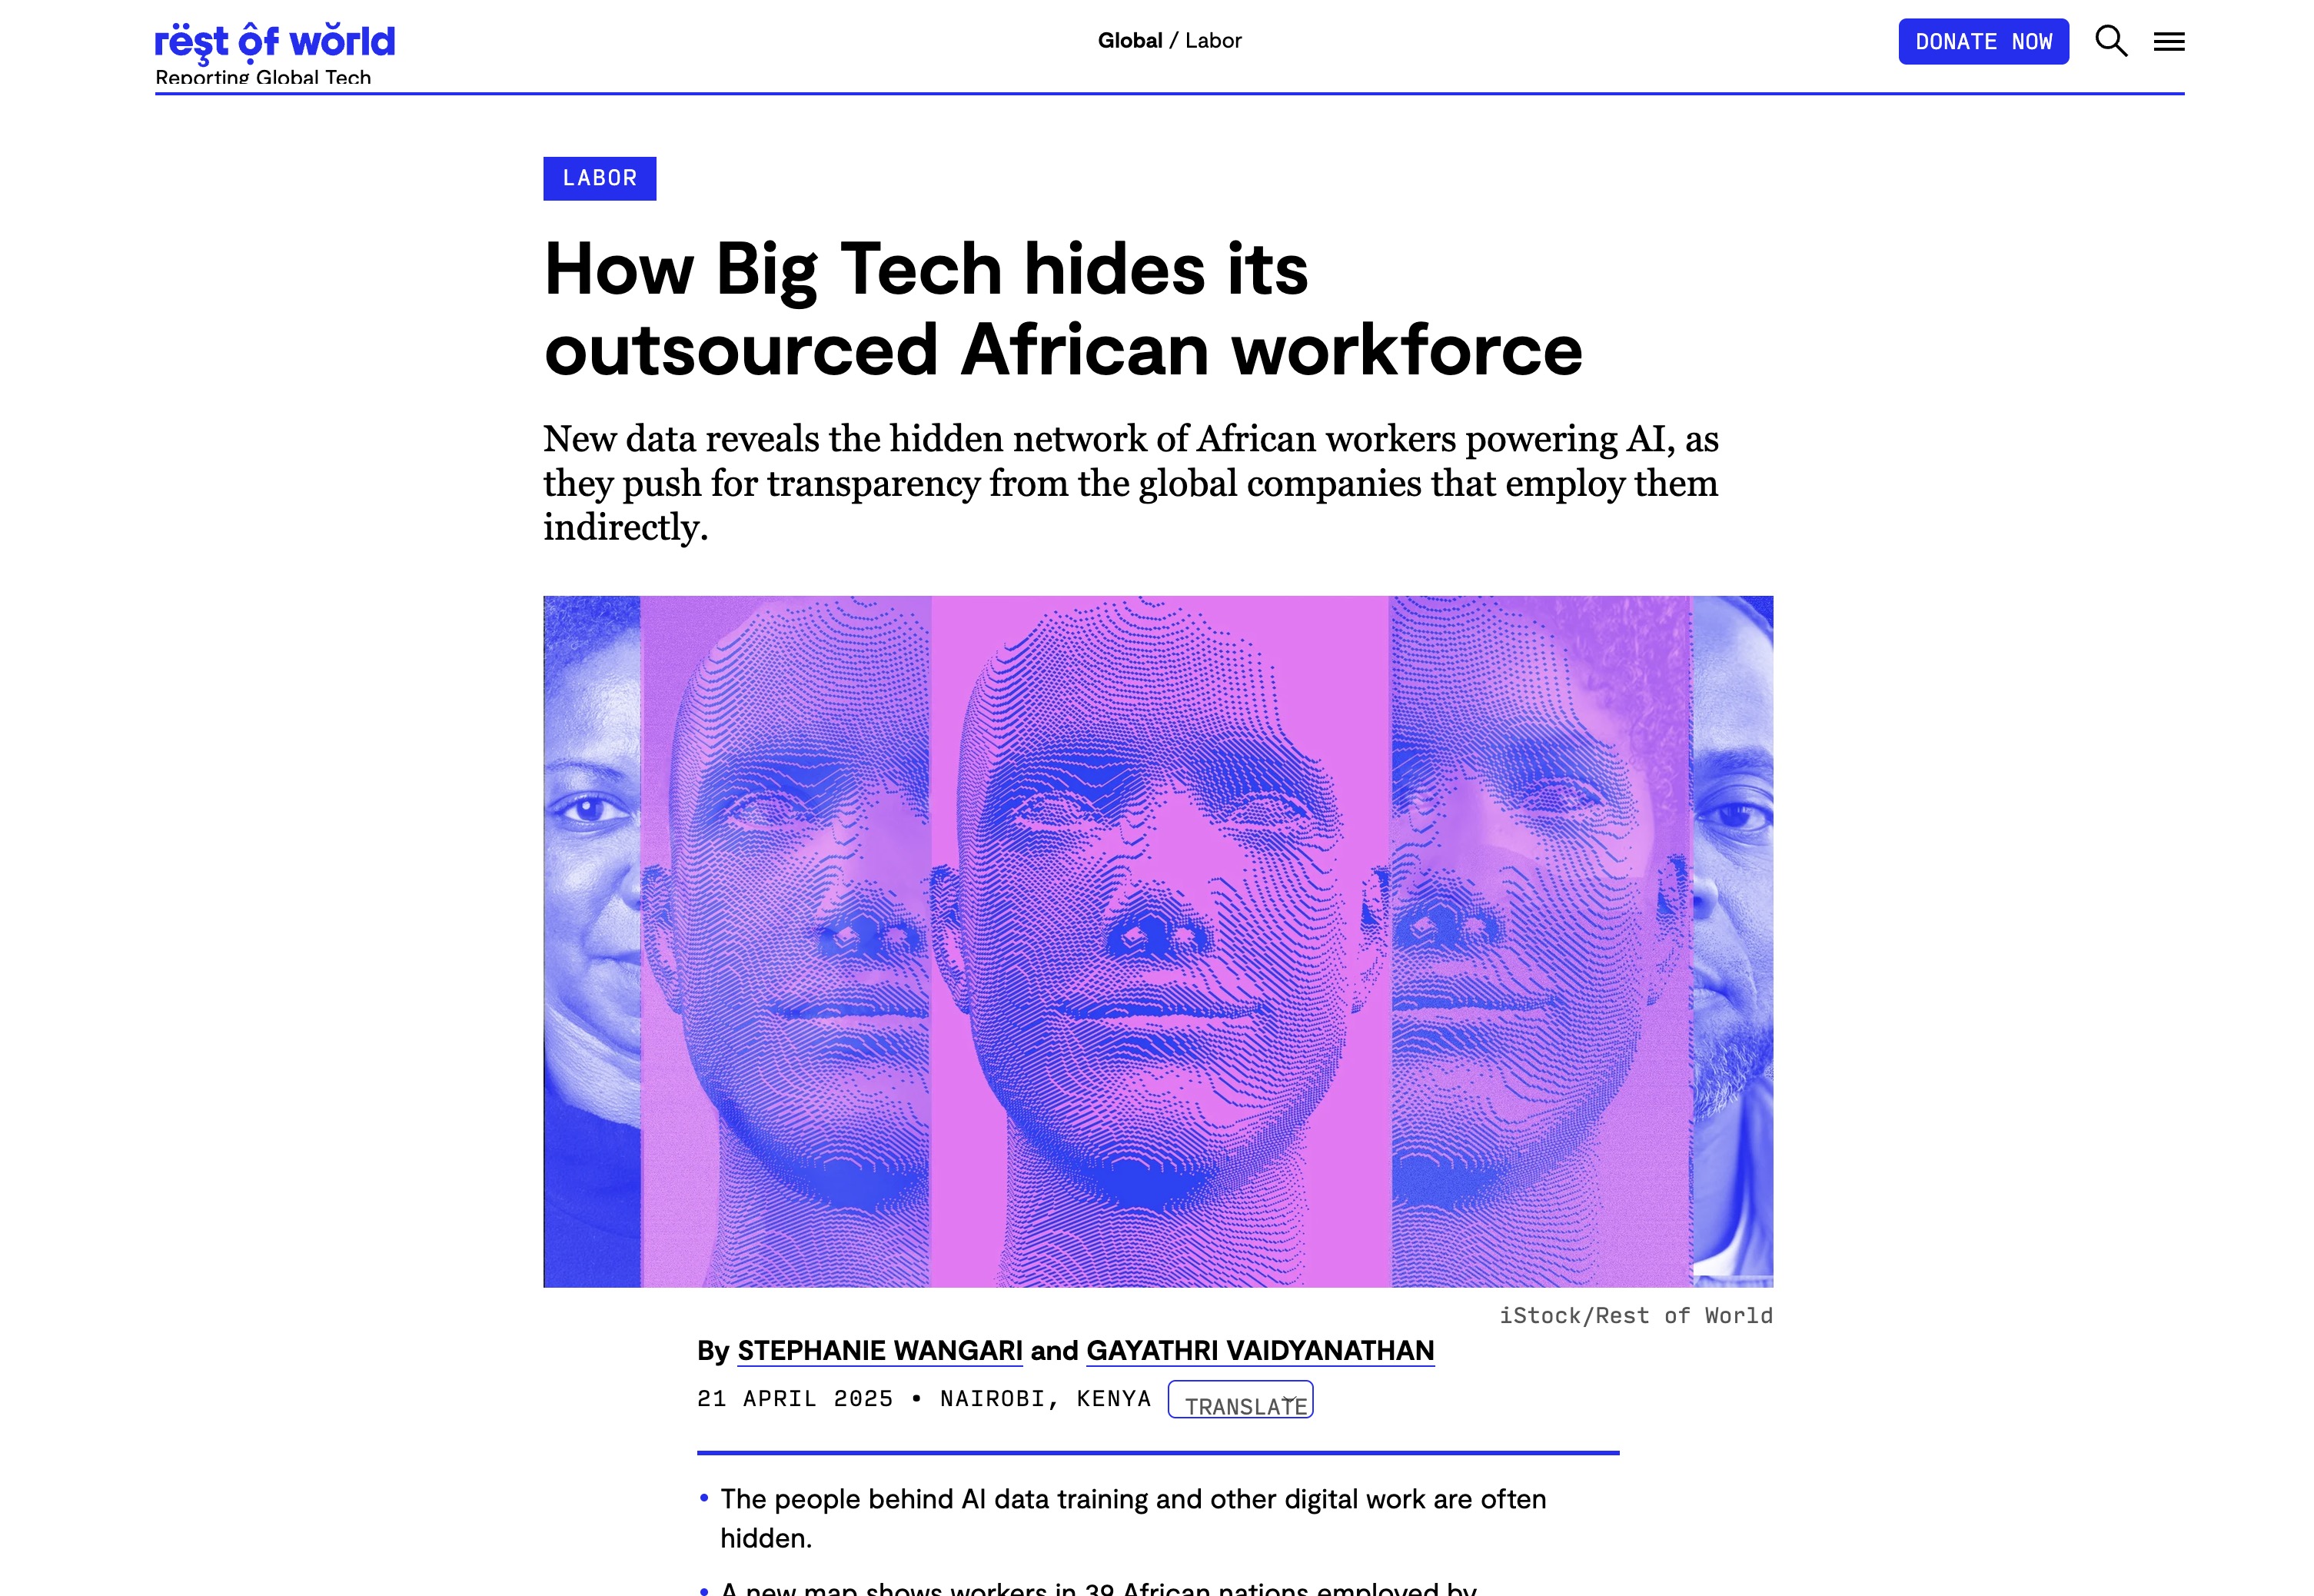 rëşt ộf wŏrld
Reporting Global Tech
Global / Labor
DONATE NOW
LABOR
How Big Tech hides its
outsourced African workforce
New data reveals the hidden network of African workers powering AI, as
they push for transparency from the global companies that employ them
indirectly.
iStock/Rest of World
By STEPHANIE WANGARI and GAYATHRI VAIDYANATHAN
21 APRIL 2025 • NAIROBI, KENYA TRANSLATE
• The people behind AI data training and other digital work are often
hidden.
• A new map shows workers in 39 African nations employed by